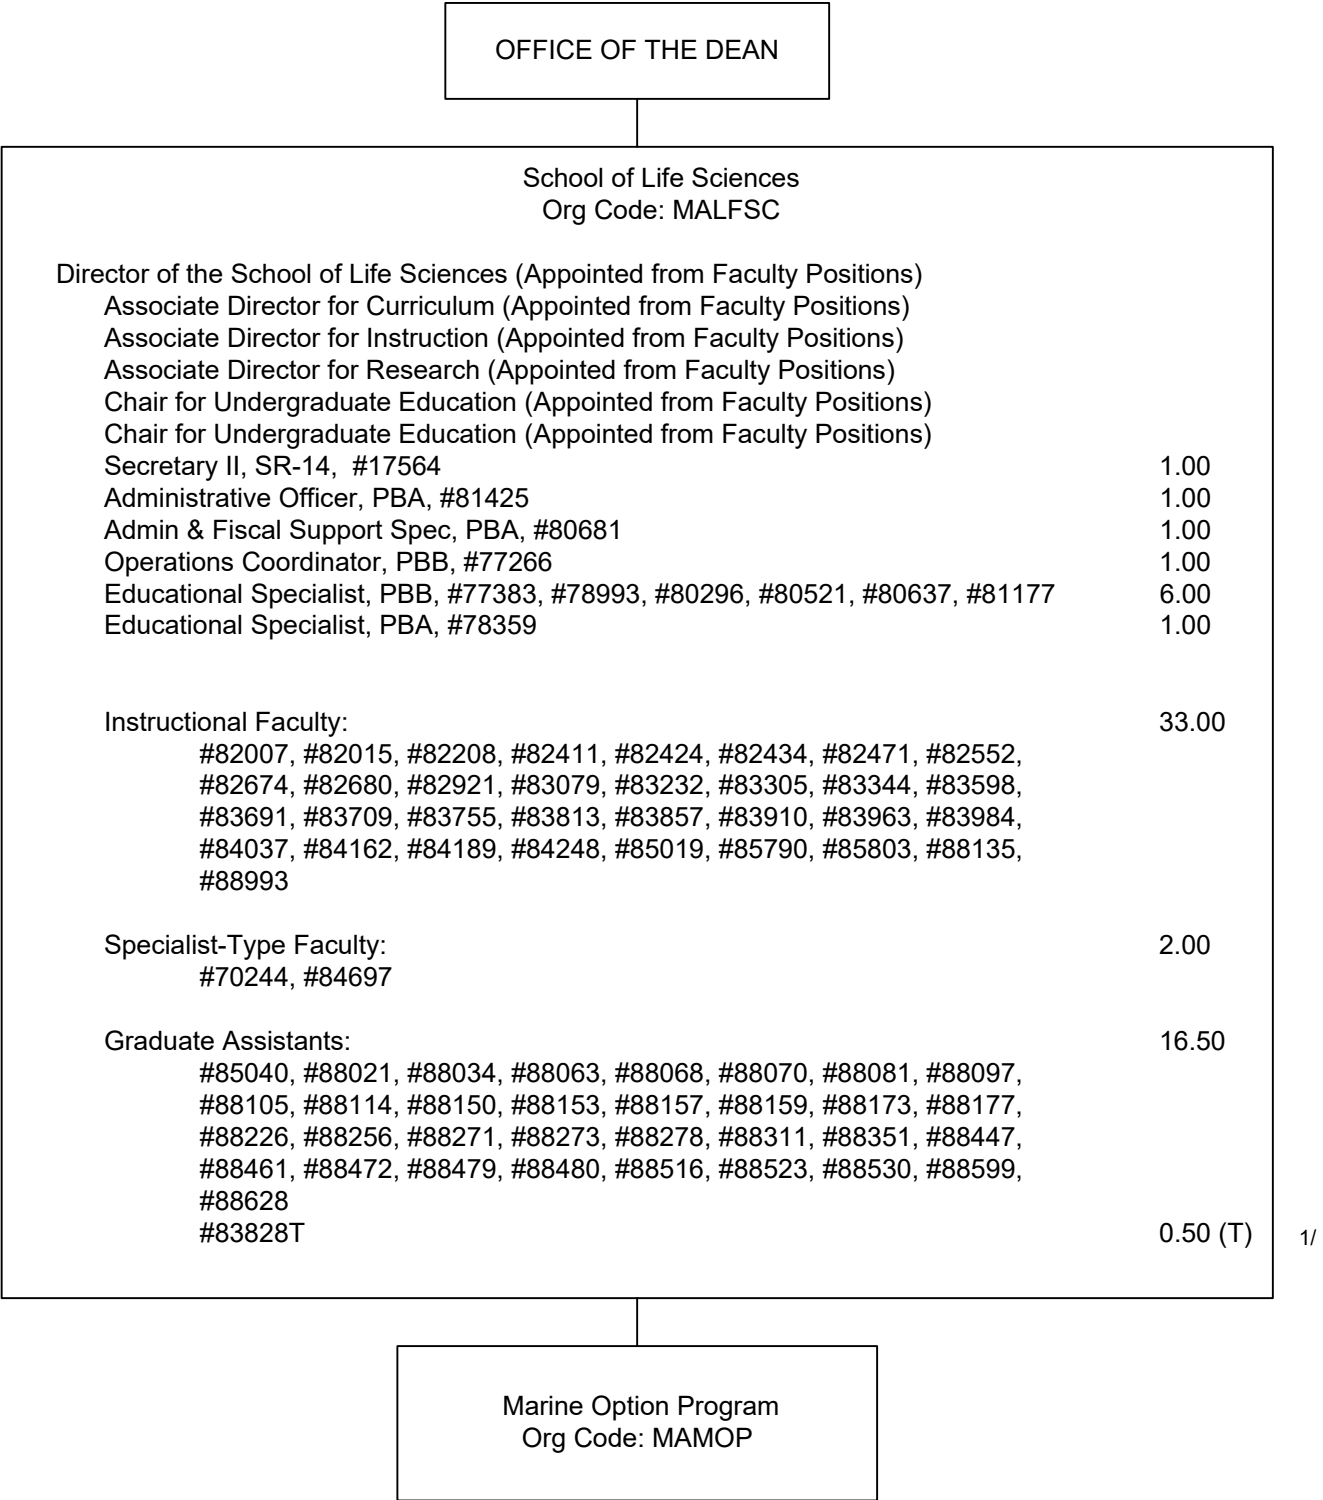 OFFICE OF THE DEAN
School of Life Sciences
Org Code: MALFSC
Director of the School of Life Sciences (Appointed from Faculty Positions)
Associate Director for Curriculum (Appointed from Faculty Positions)
Associate Director for Instruction (Appointed from Faculty Positions)
Associate Director for Research (Appointed from Faculty Positions)
Chair for Undergraduate Education (Appointed from Faculty Positions)
Chair for Undergraduate Education (Appointed from Faculty Positions)
Secretary II, SR-14, #17564 1.00
Administrative Officer, PBA, #81425 1.00
Admin & Fiscal Support Spec, PBA, #80681 1.00
Operations Coordinator, PBB, #77266 1.00
Educational Specialist, PBB, #77383, #78993, #80296, #80521, #80637, #81177 6.00
Educational Specialist, PBA, #78359 1.00
Instructional Faculty: 33.00
#82007, #82015, #82208, #82411, #82424, #82434, #82471, #82552,
#82674, #82680, #82921, #83079, #83232, #83305, #83344, #83598,
#83691, #83709, #83755, #83813, #83857, #83910, #83963, #83984,
#84037, #84162, #84189, #84248, #85019, #85790, #85803, #88135,
#88993
Specialist-Type Faculty: 2.00
#70244, #84697
Graduate Assistants: 16.50
#85040, #88021, #88034, #88063, #88068, #88070, #88081, #88097,
#88105, #88114, #88150, #88153, #88157, #88159, #88173, #88177,
#88226, #88256, #88271, #88273, #88278, #88311, #88351, #88447,
#88461, #88472, #88479, #88480, #88516, #88523, #88530, #88599,
#88628
#83828T 0.50 (T) 1/
Marine Option Program
Org Code: MAMOP